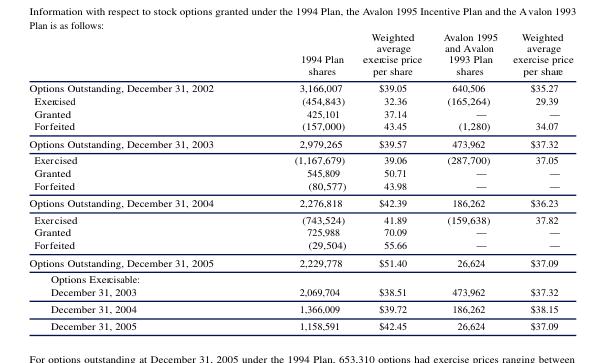 Information with respect to stock options granted under the 1994 Plan, the Avalon 1995 Incentive Plan and the Avalon 1993
Plan is as follows:
1994 Plan shares Weighted average exercise price per share Avalon 1995 and Avalon 1993 Plan shares Weighted average exercise price per share
Options Outstanding, December 31, 2002 3,166,007 $39.05 640,506 $35.27
Exercised (454,843) 32.36 (165,264) 29.39
Granted 425,101 37.14 — —
Forfeited (157,000) 43.45 (1,280) 34.07
Options Outstanding, December 31, 2003 2,979,265 $39.57 473,962 $37.32
Exercised (1,167,679) 39.06 (287,700) 37.05
Granted 545,809 50.71 — —
Forfeited (80,577) 43.98 — —
Options Outstanding, December 31, 2004 2,276,818 $42.39 186,262 $36.23
Exercised (743,524) 41.89 (159,638) 37.82
Granted 725,988 70.09 — —
Forfeited (29,504) 55.66 — —
Options Outstanding, December 31, 2005 2,229,778 $51.40 26,624 $37.09
Options Exercisable:
December 31, 2003 2,069,704 $38.51 473,962 $37.32
December 31, 2004 1,366,009 $39.72 186,262 $38.15
December 31, 2005 1,158,591 $42.45 26,624 $37.09
For options outstanding at December 31, 2005 under the 1994 Plan, 653,310 options had exercise prices ranging between